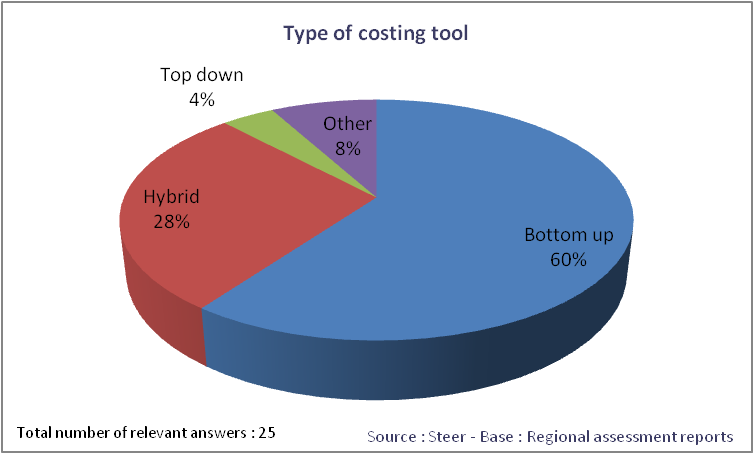 Type of costing tool
Top down
4%
Other
8%
Hybrid
28%
Bottom up
60%
Total number of relevant answers : 25
Source : Steer - Base : Regional assessment reports